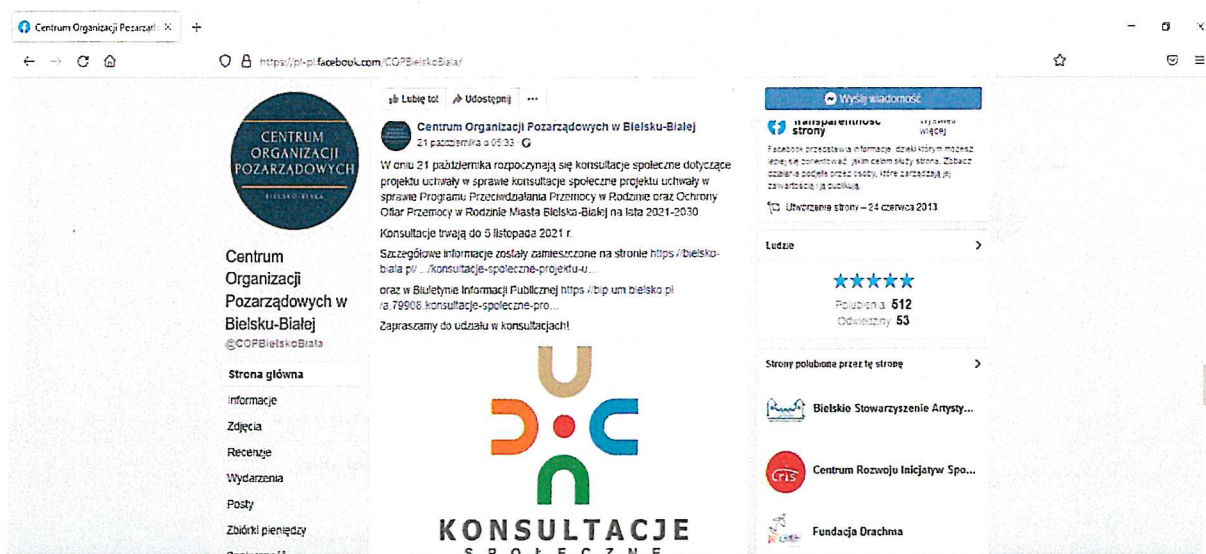 Centrum Organizacji Pozarząd
https://pl-pl.facebook.com/COPBielskoBiala/
CENTRUM
ORGANIZACJI
POZARZĄDOWYCH
BIELSKO-BIAŁA
Centrum
Organizacji
Pozarządowych w
Bielsku-Białej
@COPBielskoBiala
Strona główna
Informacje
Zdjęcia
Recenzje
Wydarzenia
Posty
Zbiórki pieniędzy
Lubię to!
Udostępnij
Centrum Organizacji Pozarządowych w Bielsku-Białej
21 października o 05:33
W dniu 21 października rozpoczynają się konsultacje społeczne dotyczące
projektu uchwały w sprawie konsultacje społeczne projektu uchwały w
sprawie Programu Przeciwdziałania Przemocy w Rodzinie oraz Ochrony
Ofiar Przemocy w Rodzinie Miasta Bielska-Białej na lata 2021-2030.
Konsultacje trwają do 5 listopada 2021 r.
Szczegółowe informacje zostały zamieszczone na stronie https://bielsko-
biala.pl/.../konsultacje-spoleczne-projektu-u...
oraz w Biuletynie Informacji Publicznej https://bip.um.bielsko.pl
/a,79908,konsultacje-spoleczne-pro...
Zapraszamy do udziału w konsultacjach!
KONSULTACJE
SPOŁECZNE
Wyślij wiadomość
Transparentność
strony
Wyświetl
więcej
Facebook przedstawia informacje, dzięki którym możesz
lepiej się zorientować, jakim celom służy strona. Zobacz
działania podjęte przez osoby, które zarządzają jej
zawartością i ją publikują.
Utworzenie strony – 24 czerwca 2013
Ludzie
Polubienia 512
Odwiedziny 53
Strony polubione przez tę stronę
Bielskie Stowarzyszenie Artysty...
cris
Centrum Rozwoju Inicjatyw Spo...
Fundacja Drachma